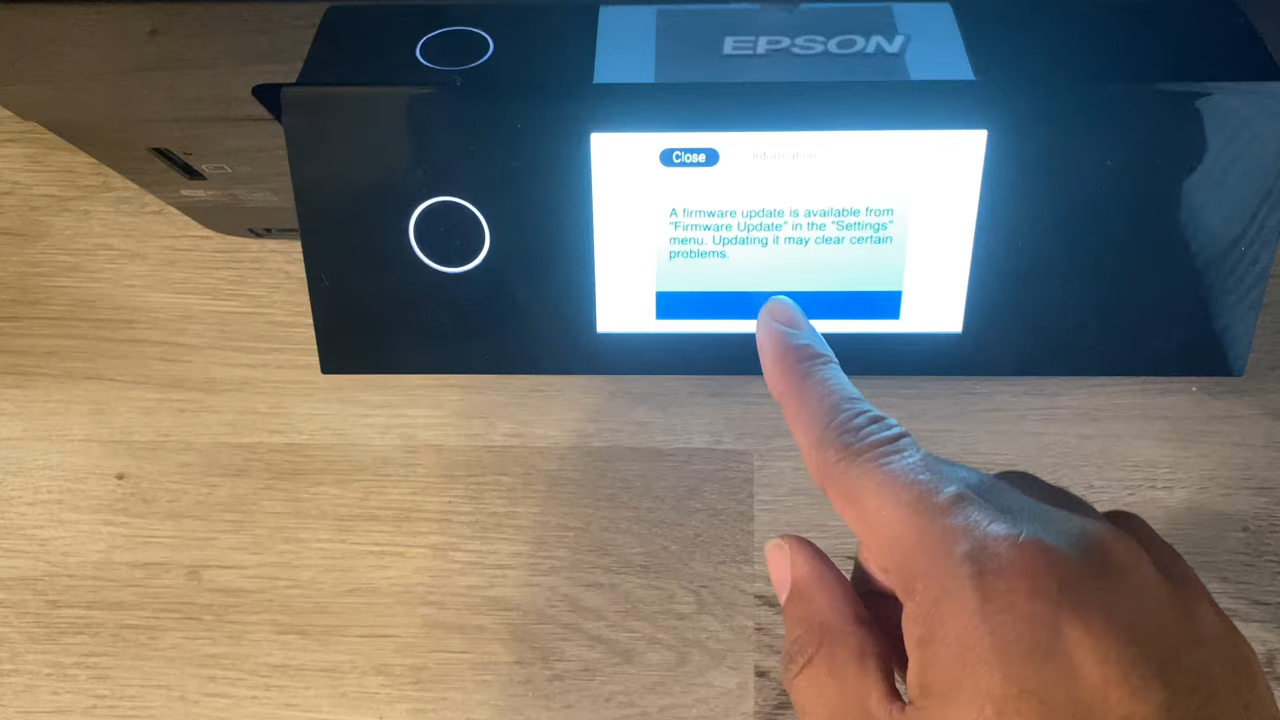 EPSON
Close
Information
A firmware update is available from
"Firmware Update" in the "Settings"
menu. Updating it may clear certain
problems.